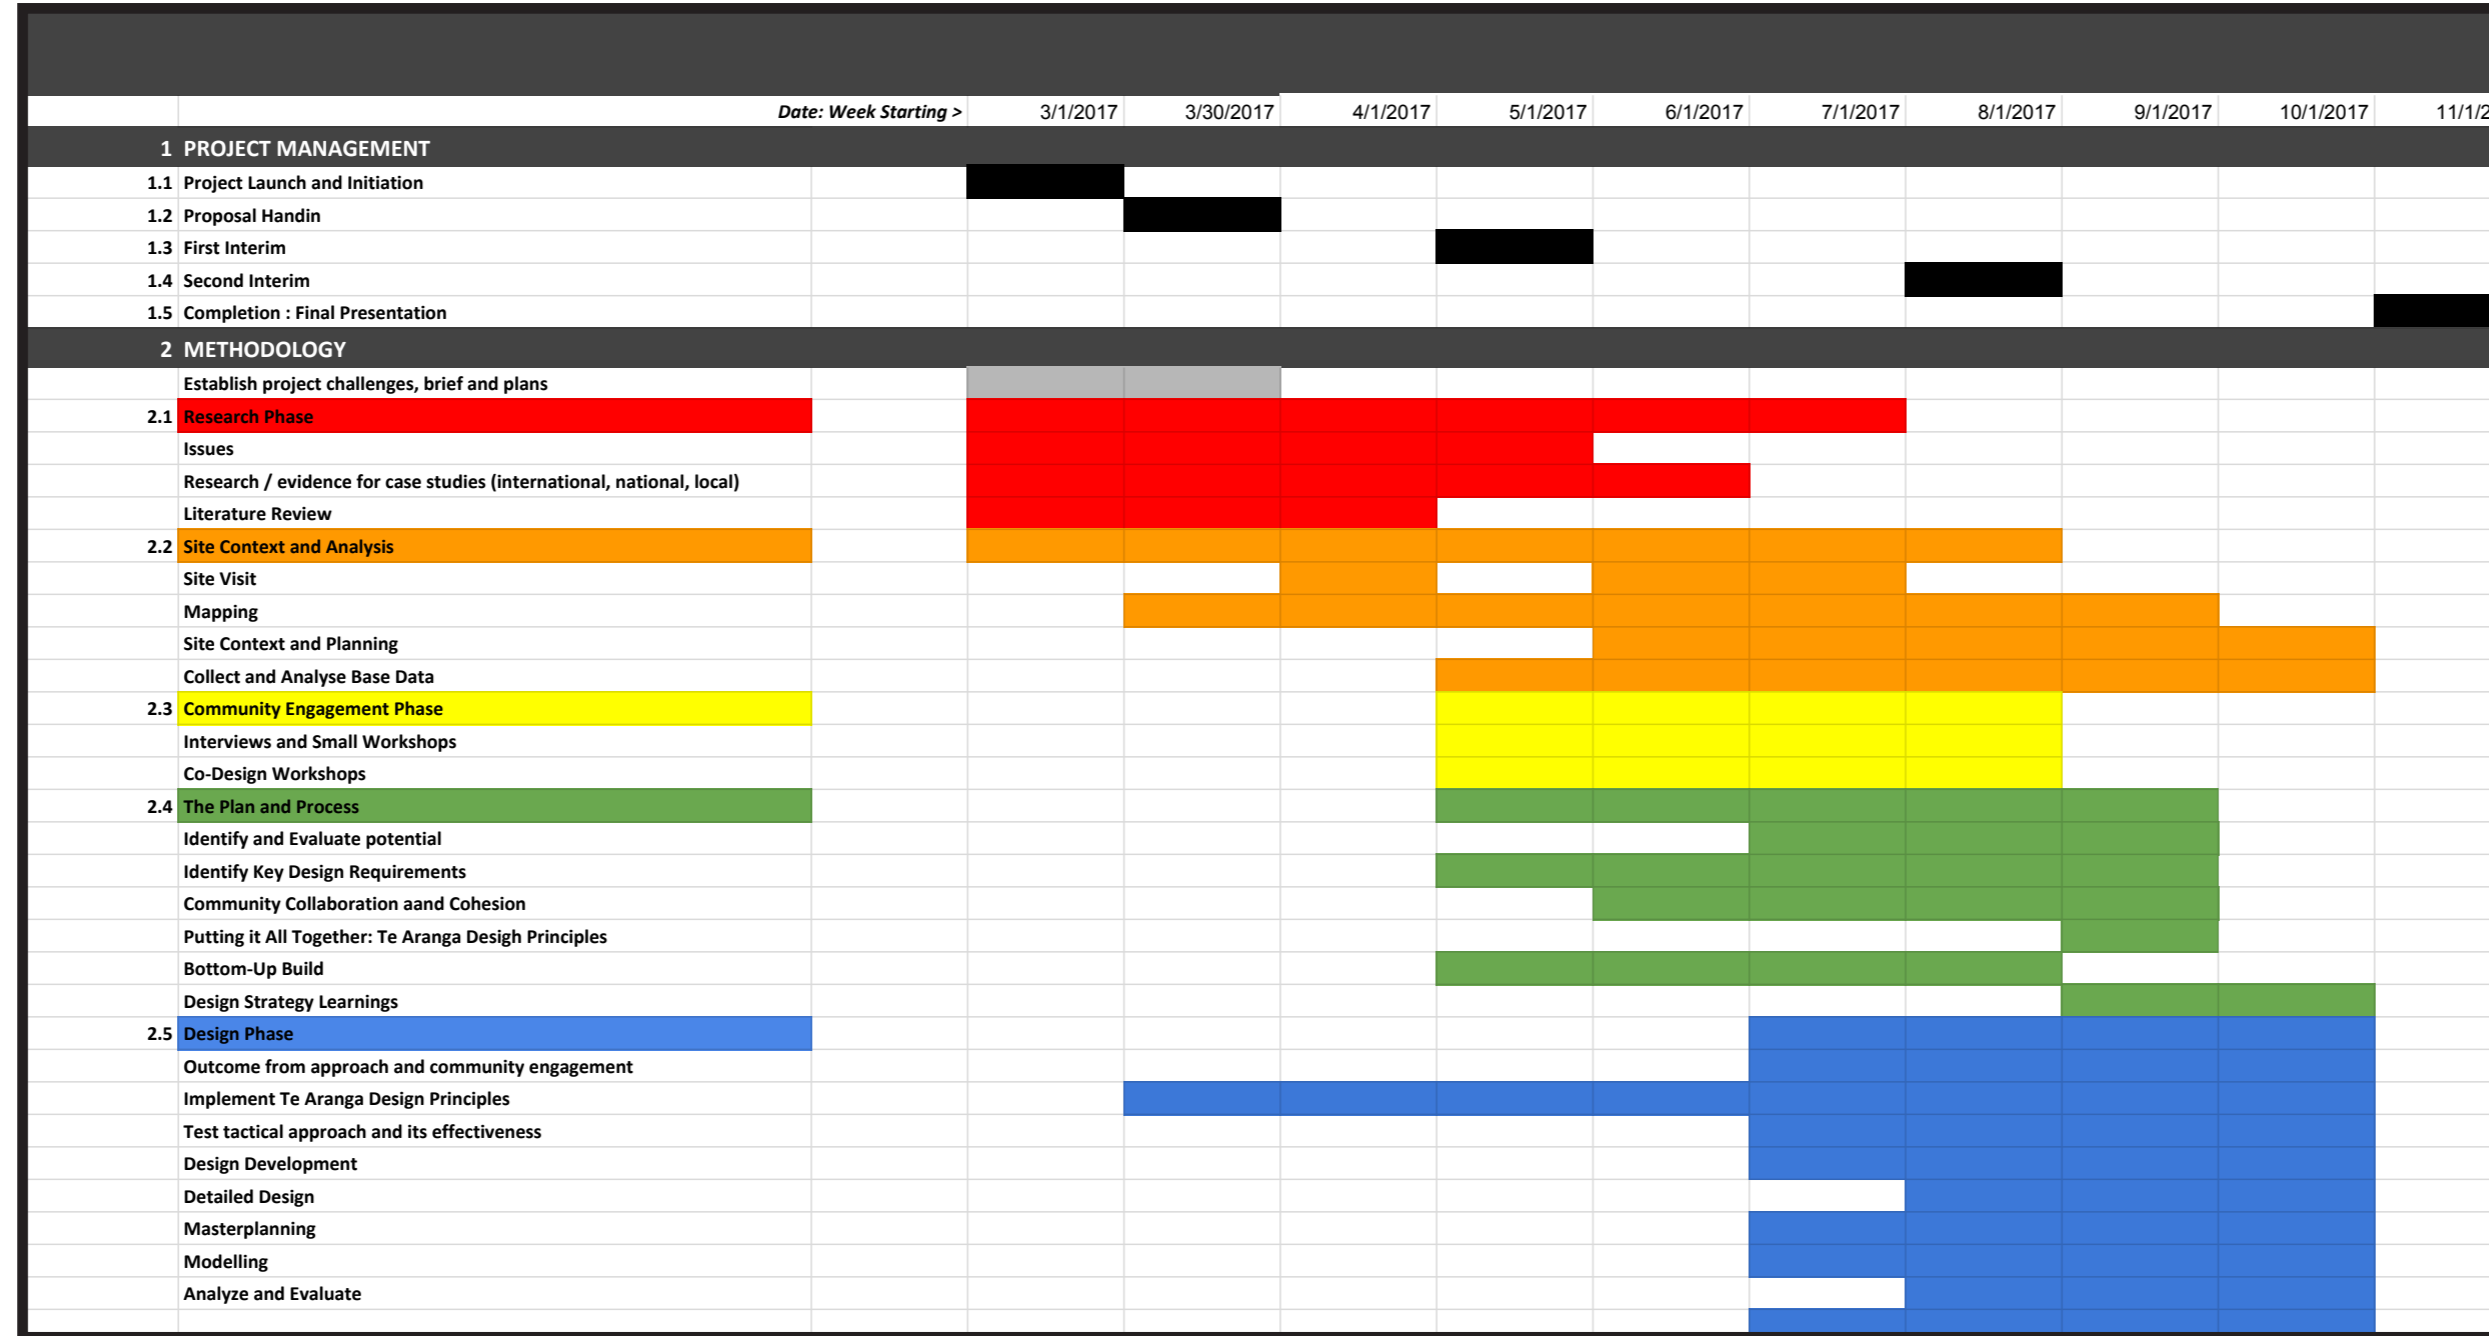 Date: Week Starting > 3/1/2017 3/30/2017 4/1/2017 5/1/2017 6/1/2017 7/1/2017 8/1/2017 9/1/2017 10/1/2017 11/1/2
1 PROJECT MANAGEMENT
1.1 Project Launch and Initiation
1.2 Proposal Handin
1.3 First Interim
1.4 Second Interim
1.5 Completion : Final Presentation
2 METHODOLOGY
Establish project challenges, brief and plans
2.1 Research Phase
Issues
Research / evidence for case studies (international, national, local)
Literature Review
2.2 Site Context and Analysis
Site Visit
Mapping
Site Context and Planning
Collect and Analyse Base Data
2.3 Community Engagement Phase
Interviews and Small Workshops
Co-Design Workshops
2.4 The Plan and Process
Identify and Evaluate potential
Identify Key Design Requirements
Community Collaboration aand Cohesion
Putting it All Together: Te Aranga Desigh Principles
Bottom-Up Build
Design Strategy Learnings
2.5 Design Phase
Outcome from approach and community engagement
Implement Te Aranga Design Principles
Test tactical approach and its effectiveness
Design Development
Detailed Design
Masterplanning
Modelling
Analyze and Evaluate